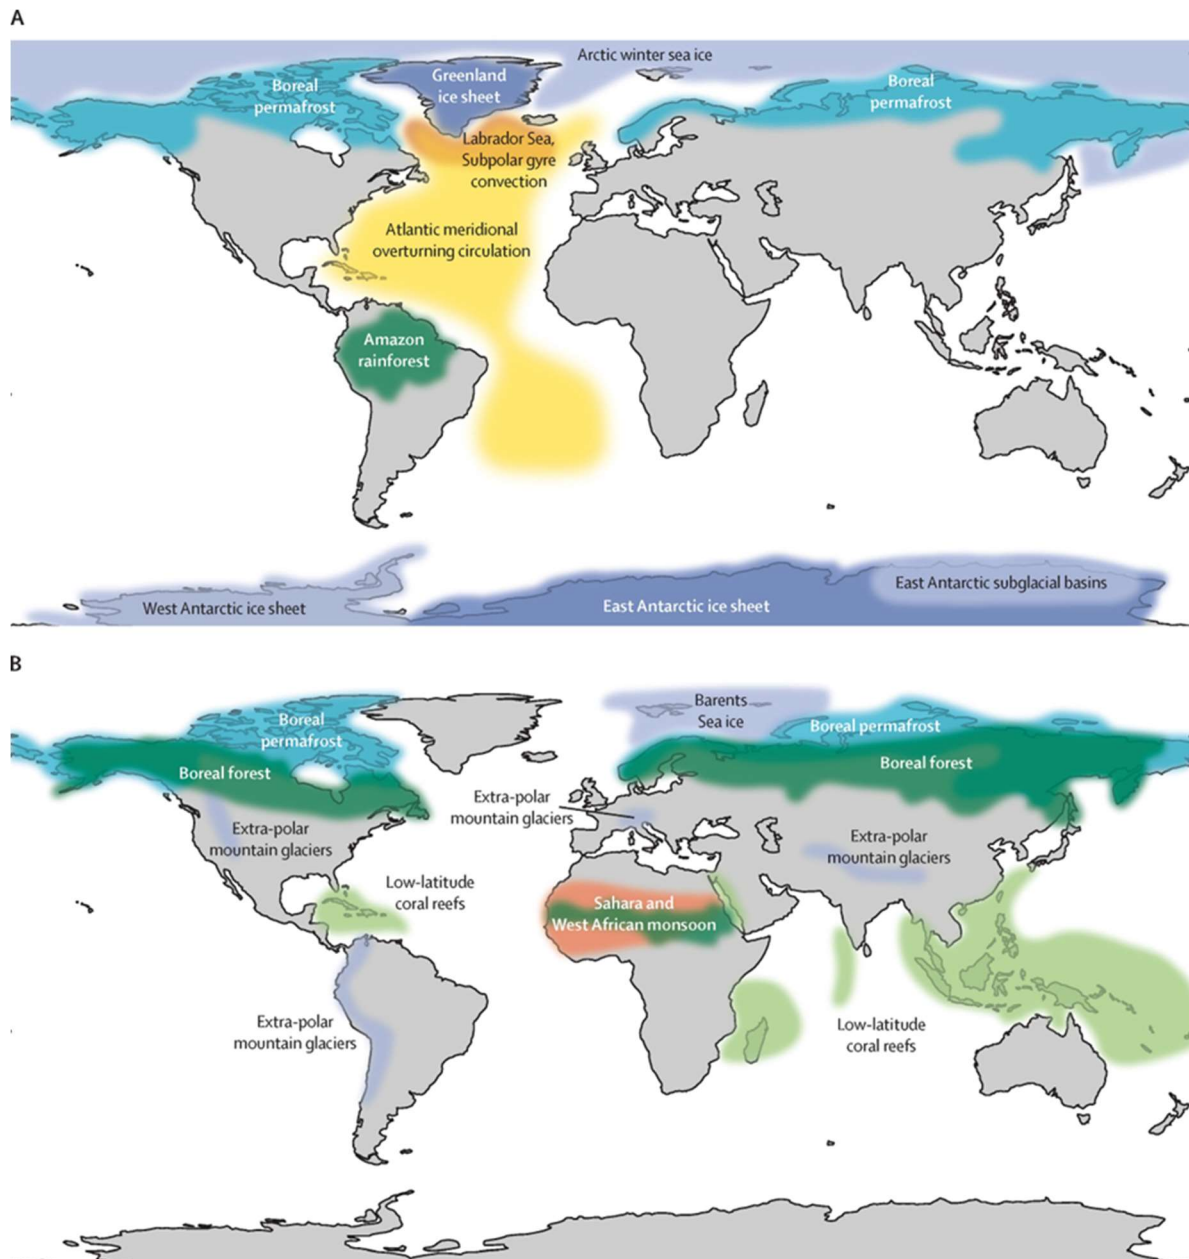 A
Arctic winter sea ice
Greenland
ice sheet
Boreal
permafrost
Boreal
permafrost
Labrador Sea,
Subpolar gyre
convection
Atlantic meridional
overturning circulation
Amazon
rainforest
East Antarctic subglacial basins
West Antarctic ice sheet
East Antarctic ice sheet
B
Barents
Sea ice
Boreal
permafrost
Boreal permafrost
Boreal forest
Boreal forest
Extra-polar
mountain glaciers
Extra-polar
mountain glaciers
Extra-polar
mountain glaciers
Low-latitude
coral reefs
Sahara and
West African monsoon
Extra-polar
mountain glaciers
Low-latitude
coral reefs